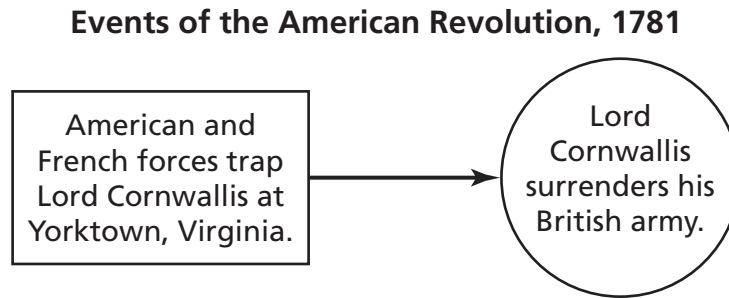 Events of the American Revolution, 1781
American and
French forces trap
Lord Cornwallis at
Yorktown, Virginia.
Lord
Cornwallis
surrenders his
British army.